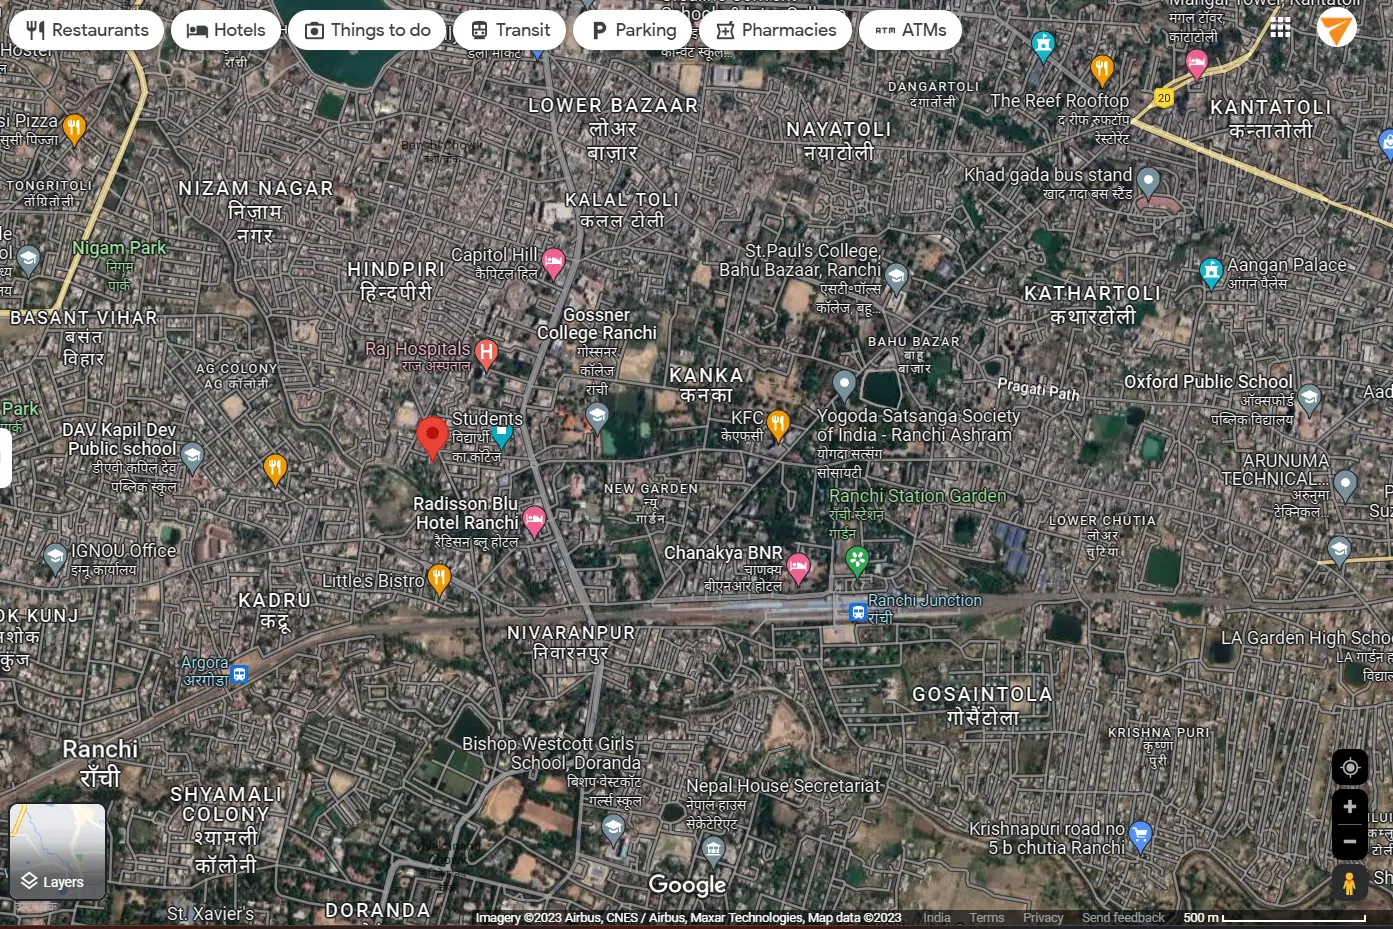 Restaurants
Hotels
Things to do
Transit
Parking
Pharmacies
ATMs
राँची
मंगल टॉवर,
कांटाटोली
DANGARTOLI
दंगरटोली
The Reef Rooftop
द रीफ रुफटॉप
रेस्टोरेंट
20
KANTATOLI
कन्तातोली
LOWER BAZAAR
लोअर
बाज़ार
NAYATOLI
नयाटोली
Pizza
सुसी पिज्जा
TONGRITOLI
तोंग्रितोली
NIZAM NAGAR
निज़ाम
नगर
KALAL TOLI
कलल टोली
Khad gada bus stand
खाद गदा बस स्टैंड
Nigam Park
निगम
पार्क
HINDPIRI
हिन्दपीरी
Capitol Hill
कैपिटल हिल
St.Paul's College,
Bahu Bazaar, Ranchi
एसटी॰पॉल्स
कॉलेज, बहू...
Aangan Palace
आंगन पैलेस
KATHARTOLI
कथारटोली
BASANT VIHAR
बसंत
विहार
Gossner
College Ranchi
गोस्सनर
कॉलेज
रांची
Raj Hospitals
राज अस्पताल
BAHU BAZAR
बाहू
बाज़ार
AG COLONY
AG कॉलोनी
KANKA
कनका
Pragati Path
Oxford Public School
ऑक्सफ़ोर्ड
पब्लिक विद्यालय
Park
DAV Kapil Dev
Public school
डीएवी कपिल देव
पब्लिक स्कूल
Students
विद्यार्थी
का कॉटेज
KFC
केएफसी
Yogoda Satsanga Society
of India - Ranchi Ashram
योगदा सत्संग
सोसायटी
ARUNUMA
TECHNICAL...
अरुनुमा
टेक्निकल...
NEW GARDEN
न्यू
गार्डन
Ranchi Station Garden
राँची स्टेशन
गार्डन
Radisson Blu
Hotel Ranchi
रैडिसन ब्लू होटल
LOWER CHUTIA
लोअर
चुटिया
IGNOU Office
इग्नू कार्यालय
Chanakya BNR
चाणक्य
बीएनआर होटल
Little's Bistro
KADRU
कद्रू
Ranchi Junction
रांची
NIVARANPUR
निवारनपुर
KUNJ
कुंज
LA Garden High
LA गार्डन
Argora
अरगोड़ा
GOSAINTOLA
गोसैंटोला
KRISHNA PURI
कृष्णा
पुरी
Ranchi
राँची
Bishop Westcott Girls'
School, Doranda
बिशप वेस्टकॉट
गर्ल्स स्कूल
Nepal House Secretariat
नेपाल हाउस
सेक्रेटेरिएट
SHYAMALI
COLONY
श्यामली
कॉलोनी
Krishnapuri road no
5 b chutia Ranchi
Layers
Google
St. Xavier's
DORANDA
Imagery ©2023 Airbus, CNES / Airbus, Maxar Technologies, Map data ©2023
India
Terms
Privacy
Send feedback
500 m